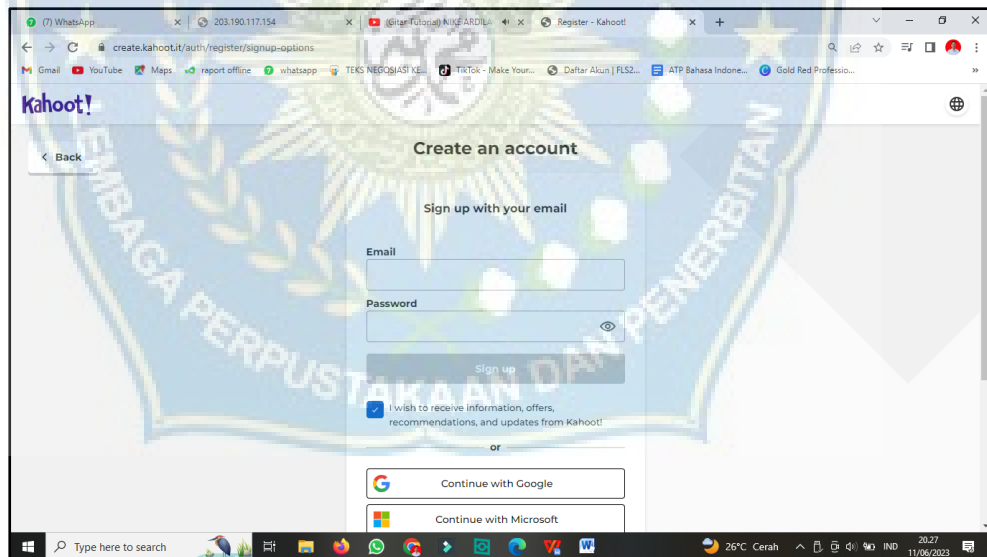 (7) WhatsApp
203.190.117.154
(Gitar Tutorial) NIKE ARDILA
Register - Kahoot!
create.kahoot.it/auth/register/signup-options
Gmail YouTube Maps raport offline whatsapp TEKS NEGOSIASI KE... TikTok - Make Your... Daftar Akun | FLS2... ATP Bahasa Indone... Gold Red Professio...
Kahoot!
Back
Create an account
Sign up with your email
Email
Password
Sign up
I wish to receive information, offers,
recommendations, and updates from Kahoot!
or
Continue with Google
Continue with Microsoft
LEMBAGA PERPUSTAKAAN DAN PENERBITAN
Type here to search
26°C Cerah
IND
20.27
11/06/2023